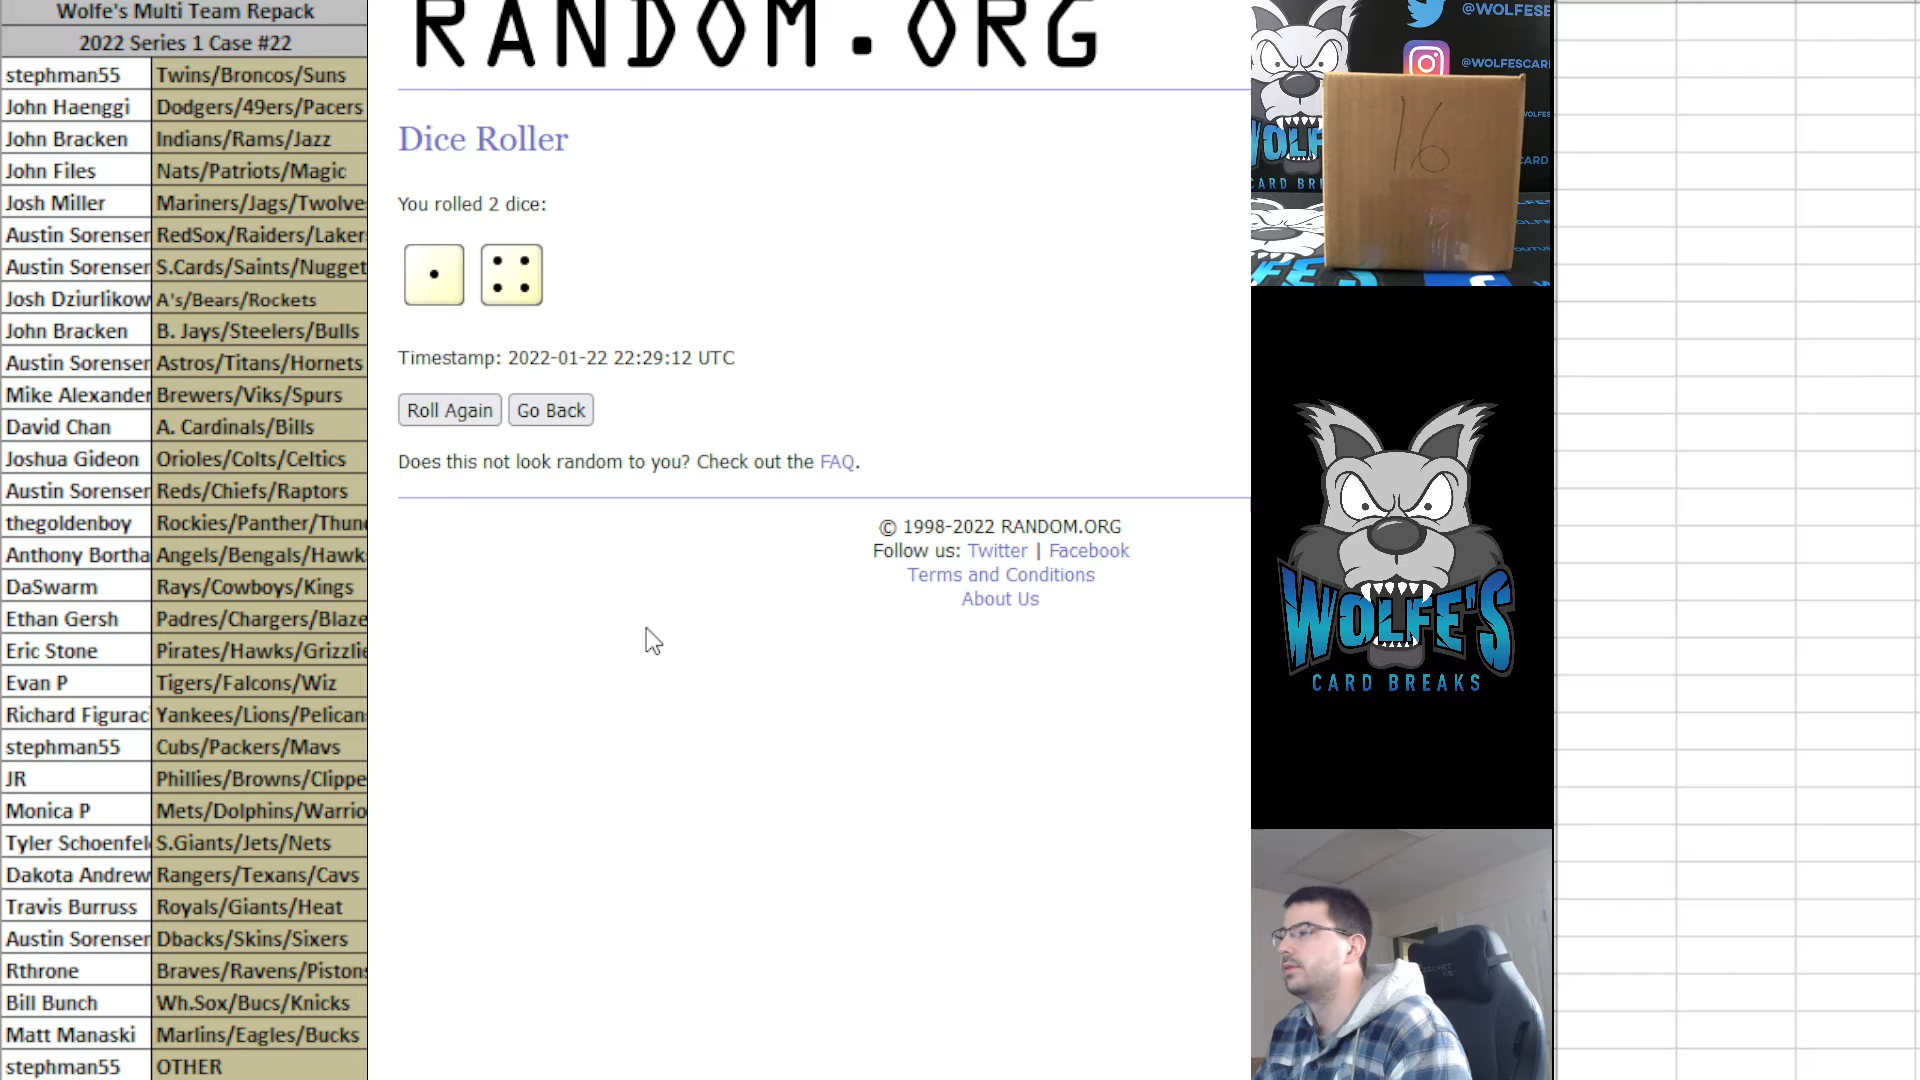 Wolfe's Multi Team Repack
2022 Series 1 Case #22
stephman55 Twins/Broncos/Suns
John Haenggi Dodgers/49ers/Pacers
John Bracken Indians/Rams/Jazz
John Files Nats/Patriots/Magic
Josh Miller Mariners/Jags/Twolve
Austin Sorensen RedSox/Raiders/Laker
Austin Sorensen S.Cards/Saints/Nugget
Josh Dziurlikow A's/Bears/Rockets
John Bracken B. Jays/Steelers/Bulls
Austin Sorensen Astros/Titans/Hornets
Mike Alexander Brewers/Viks/Spurs
David Chan A. Cardinals/Bills
Joshua Gideon Orioles/Colts/Celtics
Austin Sorensen Reds/Chiefs/Raptors
thegoldenboy Rockies/Panther/Thun
Anthony Bortha Angels/Bengals/Hawk
DaSwarm Rays/Cowboys/Kings
Ethan Gersh Padres/Chargers/Blaze
Eric Stone Pirates/Hawks/Grizzlie
Evan P Tigers/Falcons/Wiz
Richard Figurac Yankees/Lions/Pelican
stephman55 Cubs/Packers/Mavs
JR Phillies/Browns/Clippe
Monica P Mets/Dolphins/Warrio
Tyler Schoenfel S.Giants/Jets/Nets
Dakota Andrew Rangers/Texans/Cavs
Travis Burruss Royals/Giants/Heat
Austin Sorensen Dbacks/Skins/Sixers
Rthrone Braves/Ravens/Pistons
Bill Bunch Wh.Sox/Bucs/Knicks
Matt Manaski Marlins/Eagles/Bucks
stephman55 OTHER
RANDOM.ORG
Dice Roller
You rolled 2 dice:
Timestamp: 2022-01-22 22:29:12 UTC
Roll Again Go Back
Does this not look random to you? Check out the FAQ.
© 1998-2022 RANDOM.ORG
Follow us: Twitter | Facebook
Terms and Conditions
About Us
@WOLFESE
@WOLFESCARI
16
WOLFE'S
CARD BREAKS